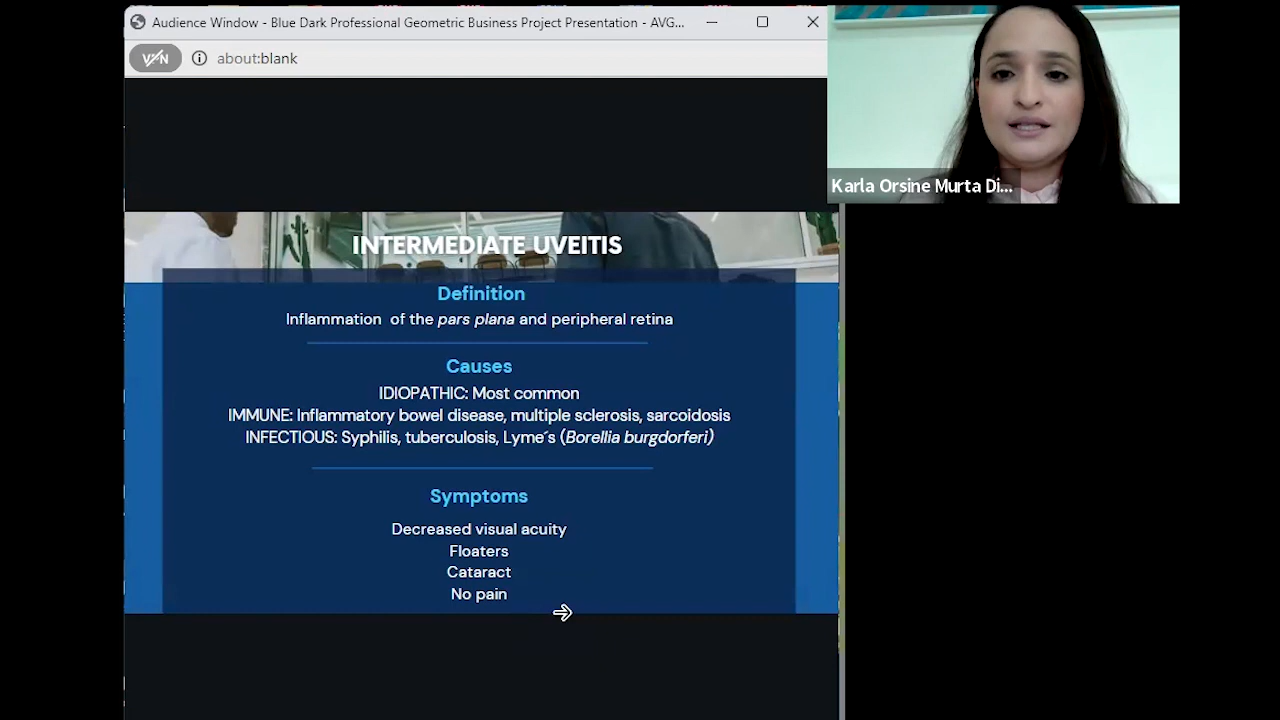 Audience Window - Blue Dark Professional Geometric Business Project Presentation - AVG...
VPN
about:blank
Karla Orsine Murta Di...
INTERMEDIATE UVEITIS
Definition
Inflammation of the pars plana and peripheral retina
Causes
IDIOPATHIC: Most common
IMMUNE: Inflammatory bowel disease, multiple sclerosis, sarcoidosis
INFECTIOUS: Syphilis, tuberculosis, Lyme´s (Borellia burgdorferi)
Symptoms
Decreased visual acuity
Floaters
Cataract
No pain